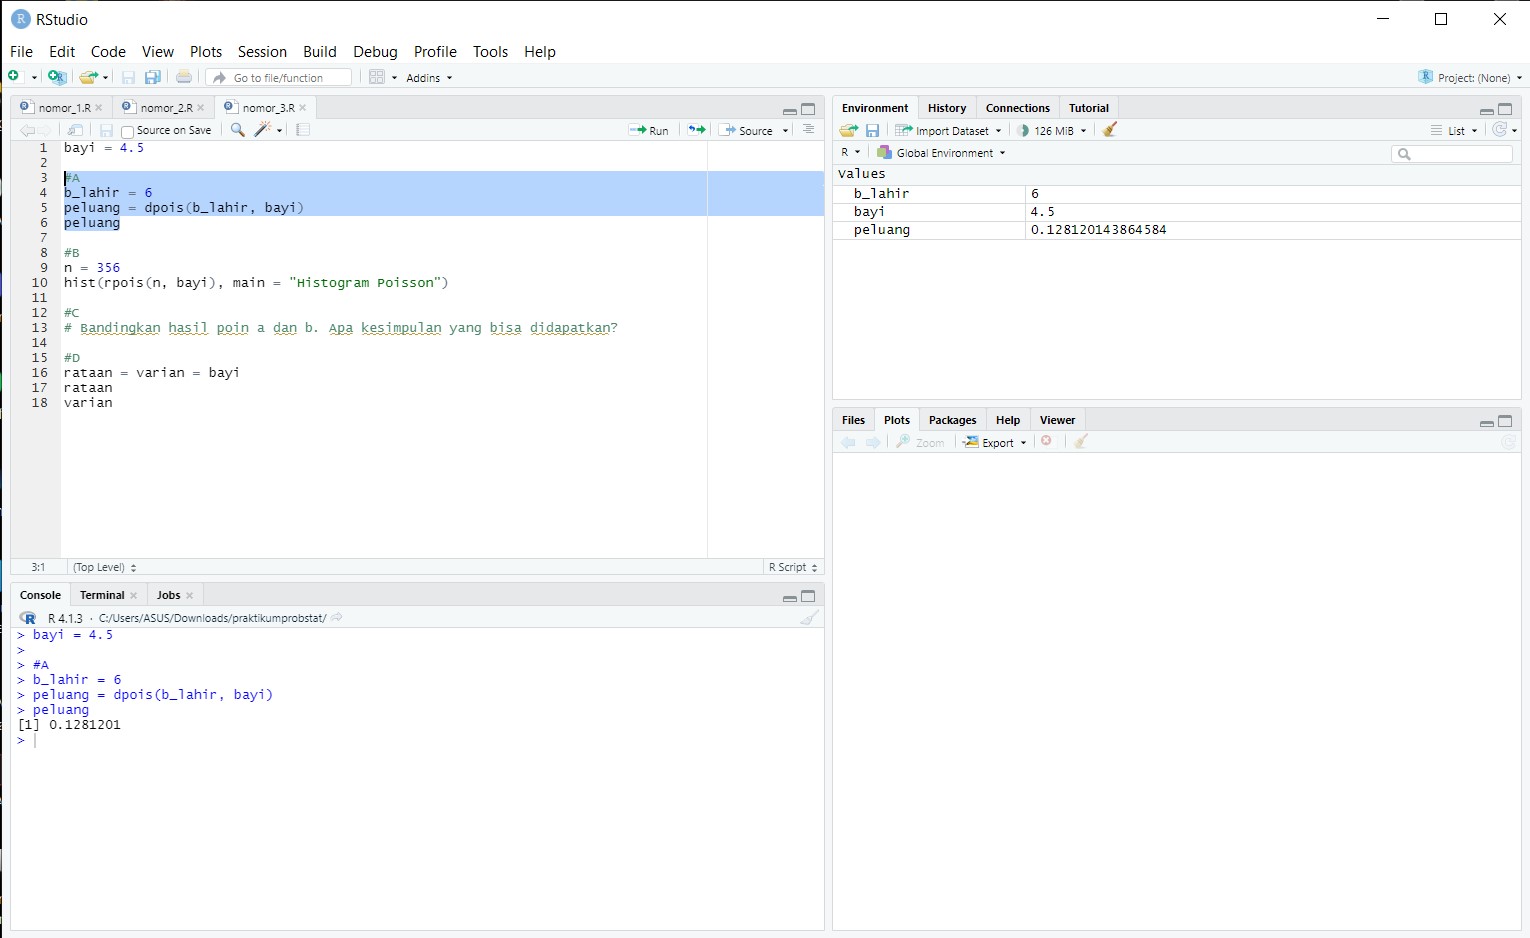 RStudio
File Edit Code View Plots Session Build Debug Profile Tools Help
Go to file/function Addins Project: (None)
nomor_1.R nomor_2.R nomor_3.R
Source on Save Run Source
1 bayi = 4.5
2
3 #A
4 b_lahir = 6
5 peluang = dpois(b_lahir, bayi)
6 peluang
7
8 #B
9 n = 356
10 hist(rpois(n, bayi), main = "Histogram Poisson")
11
12 #C
13 # Bandingkan hasil poin a dan b. Apa kesimpulan yang bisa didapatkan?
14
15 #D
16 rataan = varian = bayi
17 rataan
18 varian
3:1 (Top Level) R Script
Console Terminal Jobs
R 4.1.3 · C:/Users/ASUS/Downloads/praktikumprobstat/
> bayi = 4.5
>
> #A
> b_lahir = 6
> peluang = dpois(b_lahir, bayi)
> peluang
[1] 0.1281201
>
Environment History Connections Tutorial
Import Dataset 126 MiB List
R Global Environment
Values
b_lahir 6
bayi 4.5
peluang 0.128120143864584
Files Plots Packages Help Viewer
Zoom Export